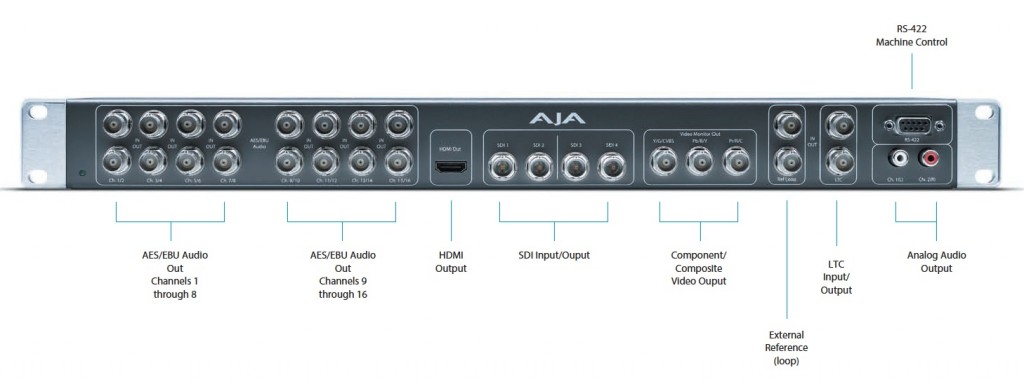 RS-422
Machine Control
AJA
IN
OUT
IN
OUT
AES/EBU
Audio
IN
OUT
IN
OUT
HDMI Out
SDI 1
SDI 2
SDI 3
SDI 4
Video Monitor Out
Y/G/CVBS
Pb/B/Y
Pr/R/C
IN
OUT
RS-422
Ch. 1/2
Ch. 3/4
Ch. 5/6
Ch. 7/8
Ch. 9/10
Ch. 11/12
Ch. 13/14
Ch. 15/16
Ref Loop
LTC
Ch. 1(L)
Ch. 2(R)
AES/EBU Audio
Out
Channels 1
through 8
AES/EBU Audio
Out
Channels 9
through 16
HDMI
Output
SDI Input/Ouput
Component/
Composite
Video Ouput
External
Reference
(loop)
LTC
Input/
Output
Analog Audio
Output